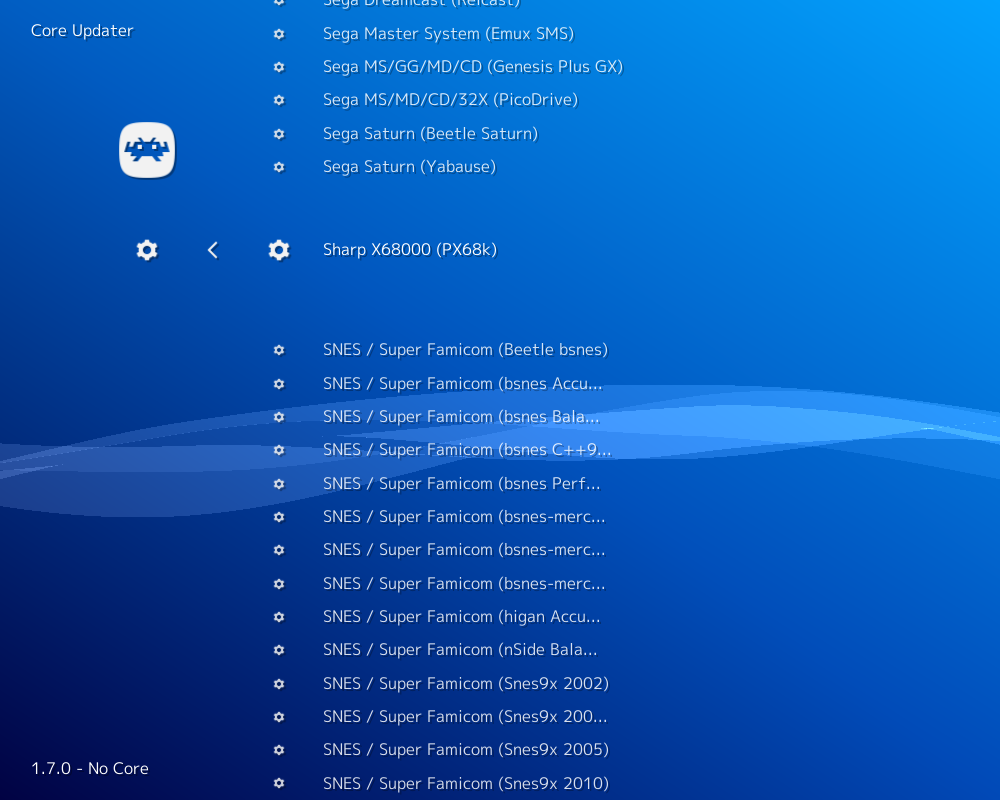 Sega Dreamcast (Reicast)
Core Updater
Sega Master System (Emux SMS)
Sega MS/GG/MD/CD (Genesis Plus GX)
Sega MS/MD/CD/32X (PicoDrive)
Sega Saturn (Beetle Saturn)
Sega Saturn (Yabause)
Sharp X68000 (PX68k)
SNES / Super Famicom (Beetle bsnes)
SNES / Super Famicom (bsnes Accu...
SNES / Super Famicom (bsnes Bala...
SNES / Super Famicom (bsnes C++9...
SNES / Super Famicom (bsnes Perf...
SNES / Super Famicom (bsnes-merc...
SNES / Super Famicom (bsnes-merc...
SNES / Super Famicom (bsnes-merc...
SNES / Super Famicom (higan Accu...
SNES / Super Famicom (nSide Bala...
SNES / Super Famicom (Snes9x 2002)
SNES / Super Famicom (Snes9x 200...
SNES / Super Famicom (Snes9x 2005)
1.7.0 - No Core
SNES / Super Famicom (Snes9x 2010)